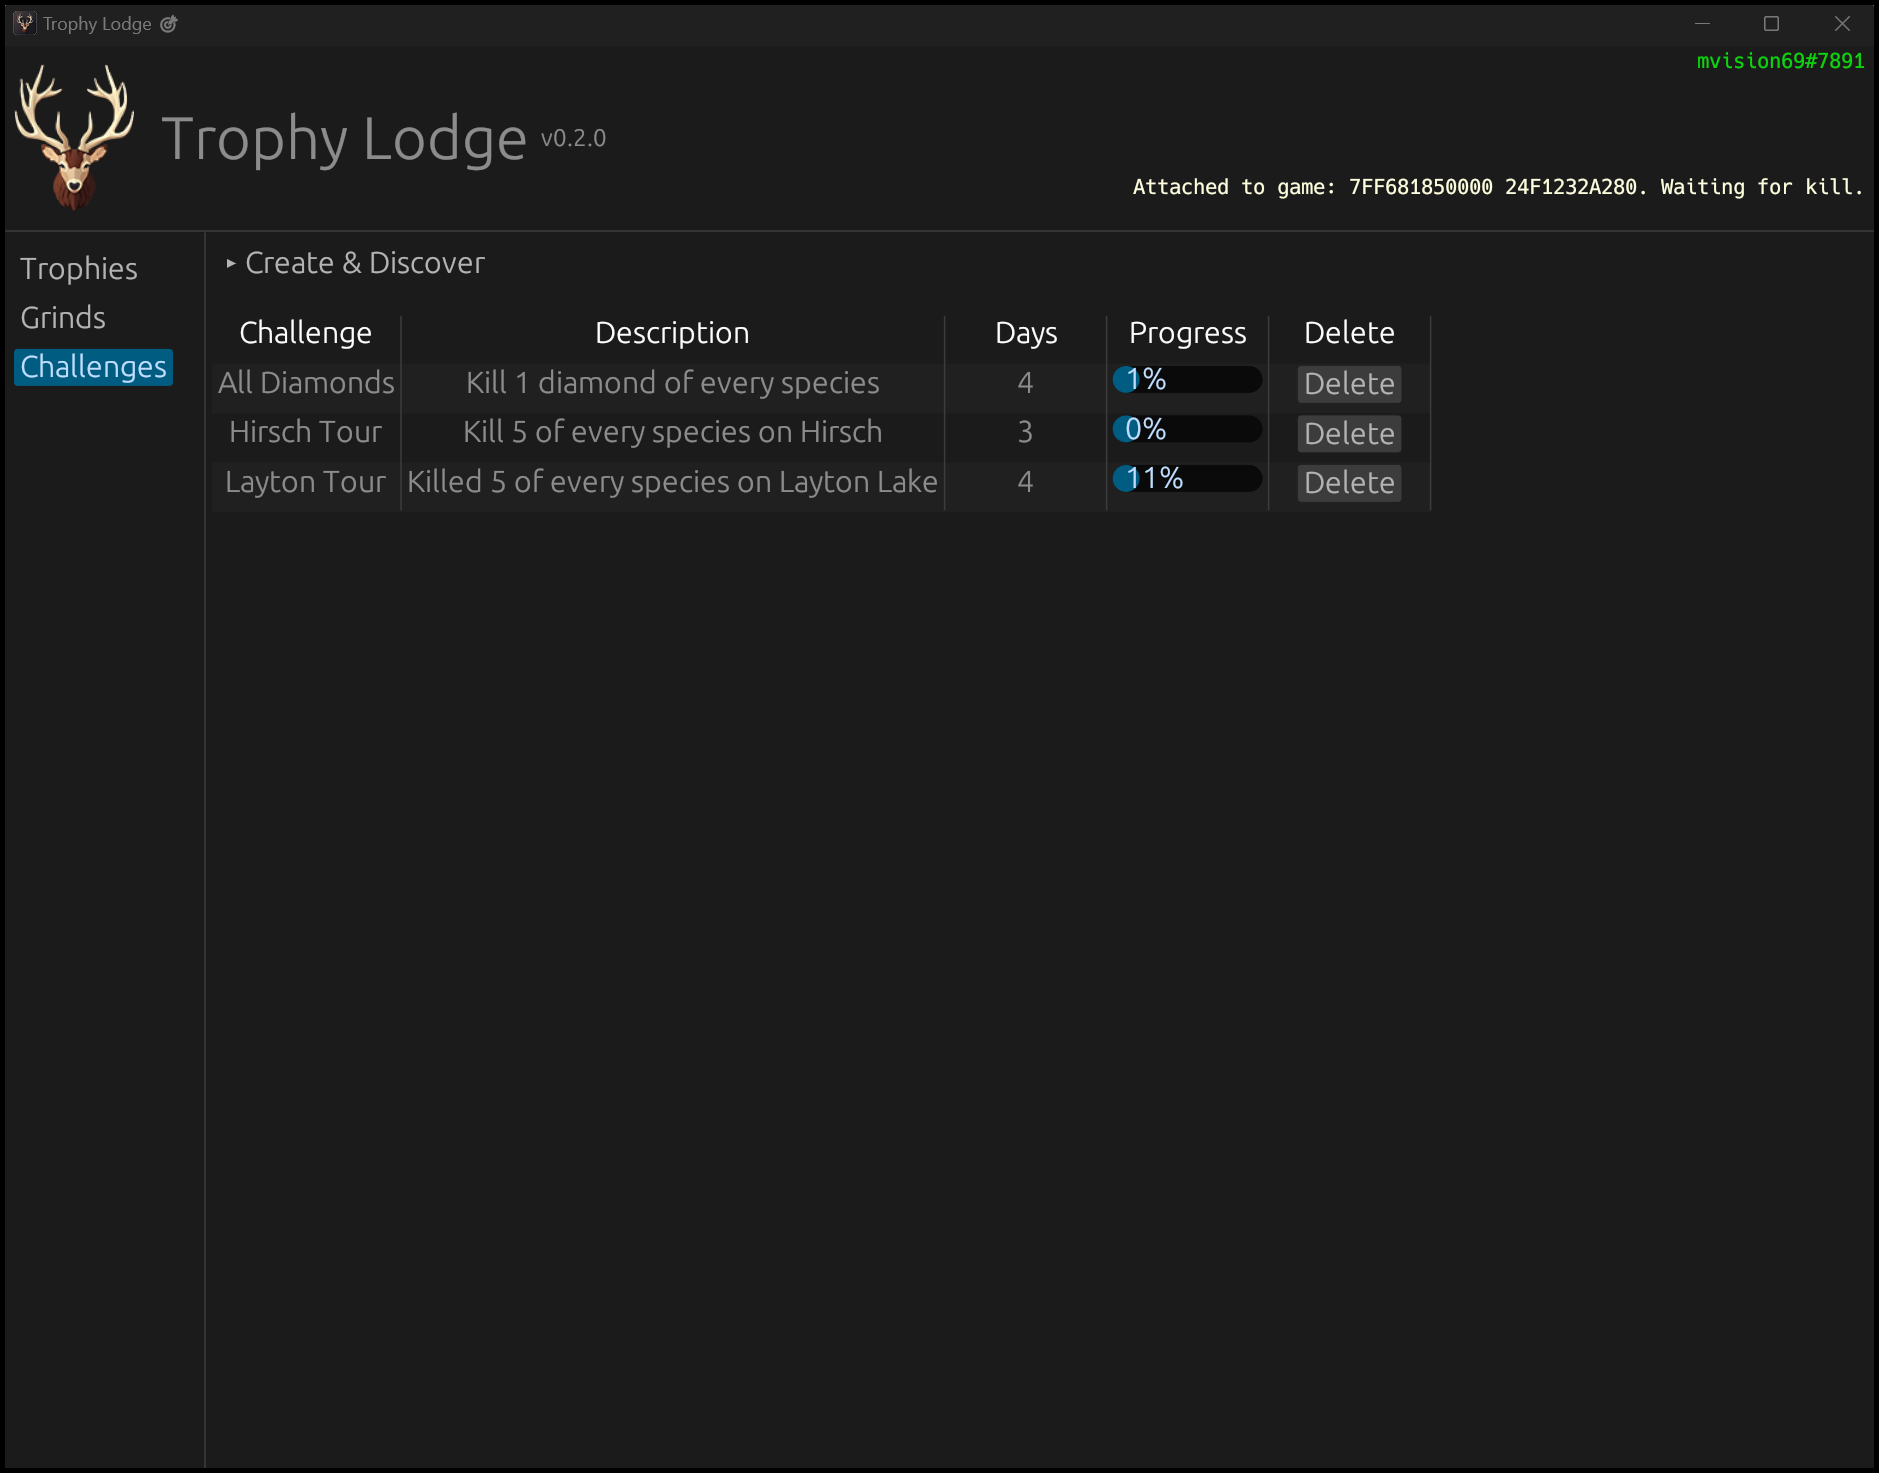 Trophy Lodge
mvision69#7891
Trophy Lodge v0.2.0
Attached to game: 7FF681850000 24F1232A280. Waiting for kill.
Trophies
Grinds
Challenges
Create & Discover
Challenge Description Days Progress Delete
All Diamonds Kill 1 diamond of every species 4 1% Delete
Hirsch Tour Kill 5 of every species on Hirsch 3 0% Delete
Layton Tour Killed 5 of every species on Layton Lake 4 11% Delete